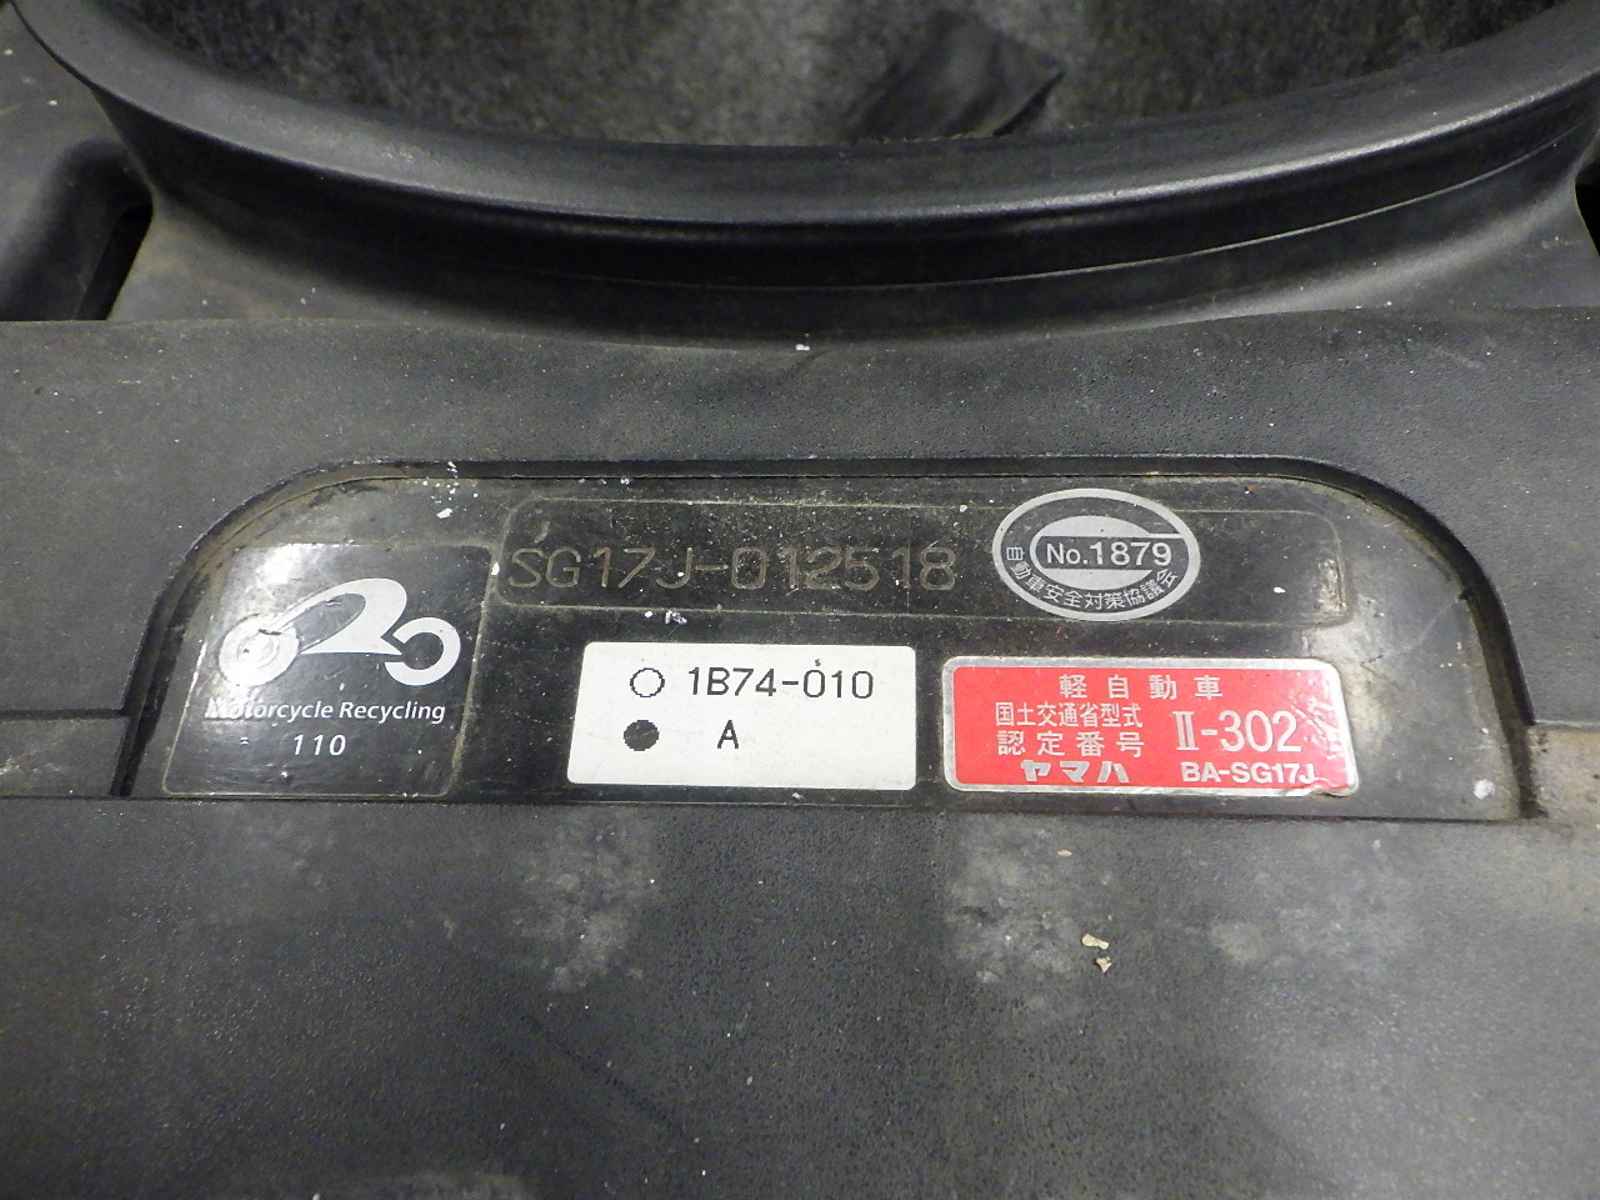 SG17J-012518
No.1879
自動車安全対策協議会
Motorcycle Recycling
110
1B74-010
A
軽自動車
国土交通省型式
認定番号 II-302
ヤマハ BA-SG17J